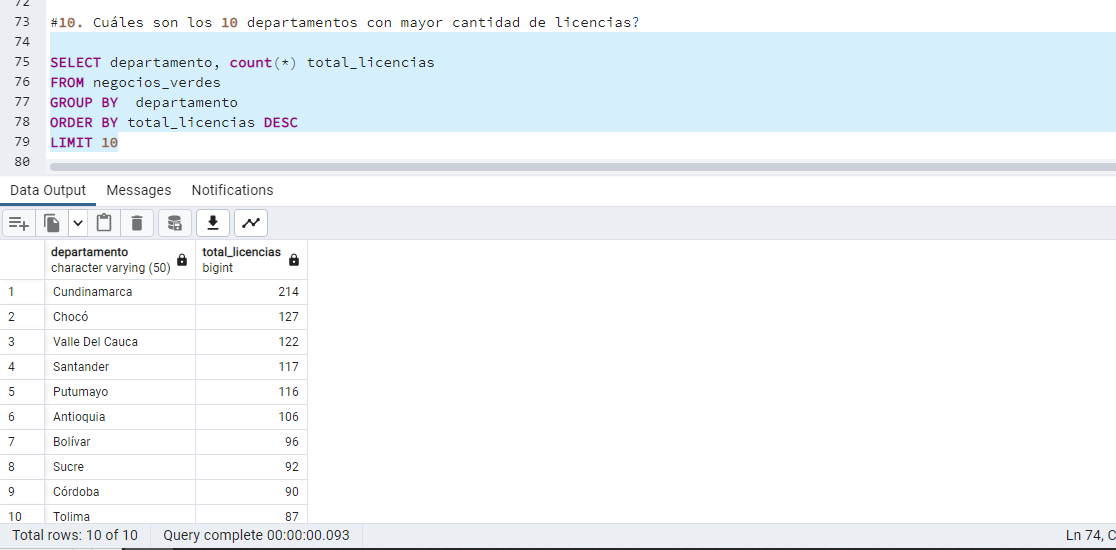 72
73 #10. Cuáles son los 10 departamentos con mayor cantidad de licencias?
74
75 SELECT departamento, count(*) total_licencias
76 FROM negocios_verdes
77 GROUP BY  departamento
78 ORDER BY total_licencias DESC
79 LIMIT 10
80
Data Output Messages Notifications
departamento total_licencias
character varying (50) bigint
1 Cundinamarca 214
2 Chocó 127
3 Valle Del Cauca 122
4 Santander 117
5 Putumayo 116
6 Antioquia 106
7 Bolívar 96
8 Sucre 92
9 Córdoba 90
10 Tolima 87
Total rows: 10 of 10 Query complete 00:00:00.093 Ln 74, C